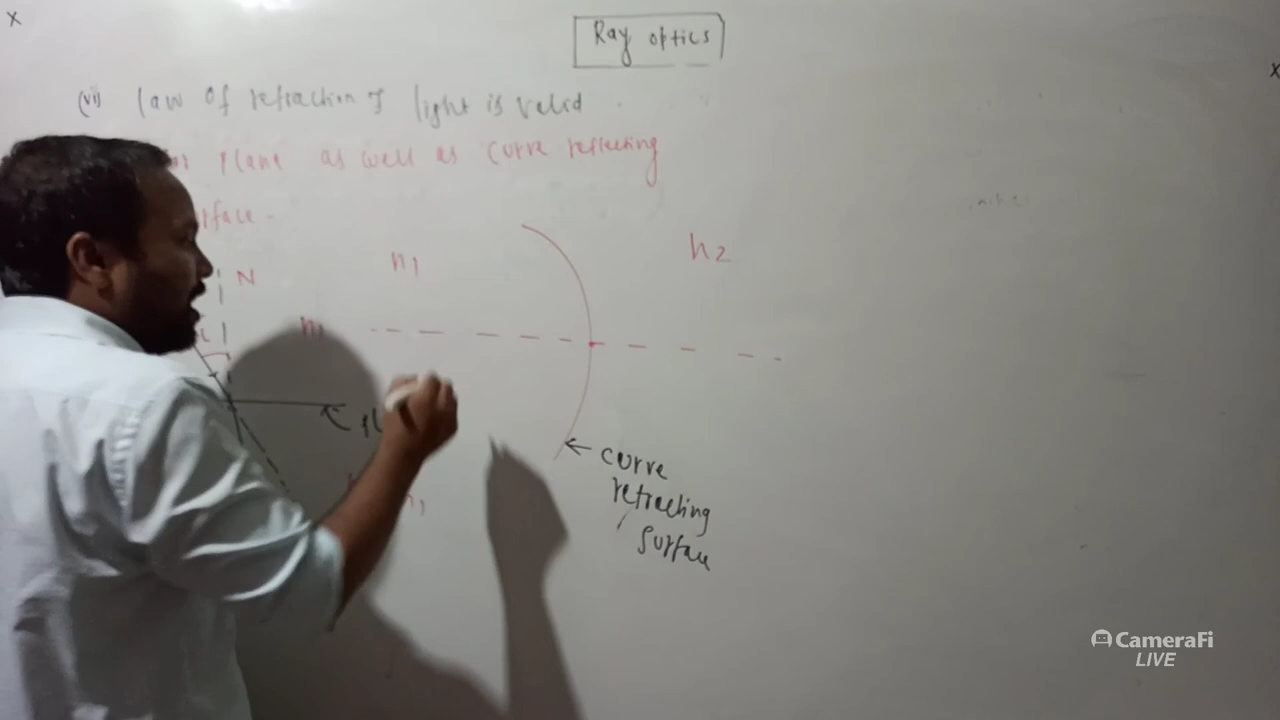 Ray optics
(vi) law of refraction of light is valid
plane as well as curve reflecting
N
n1
n2
n1
curve
refracting
surface
CameraFi
LIVE